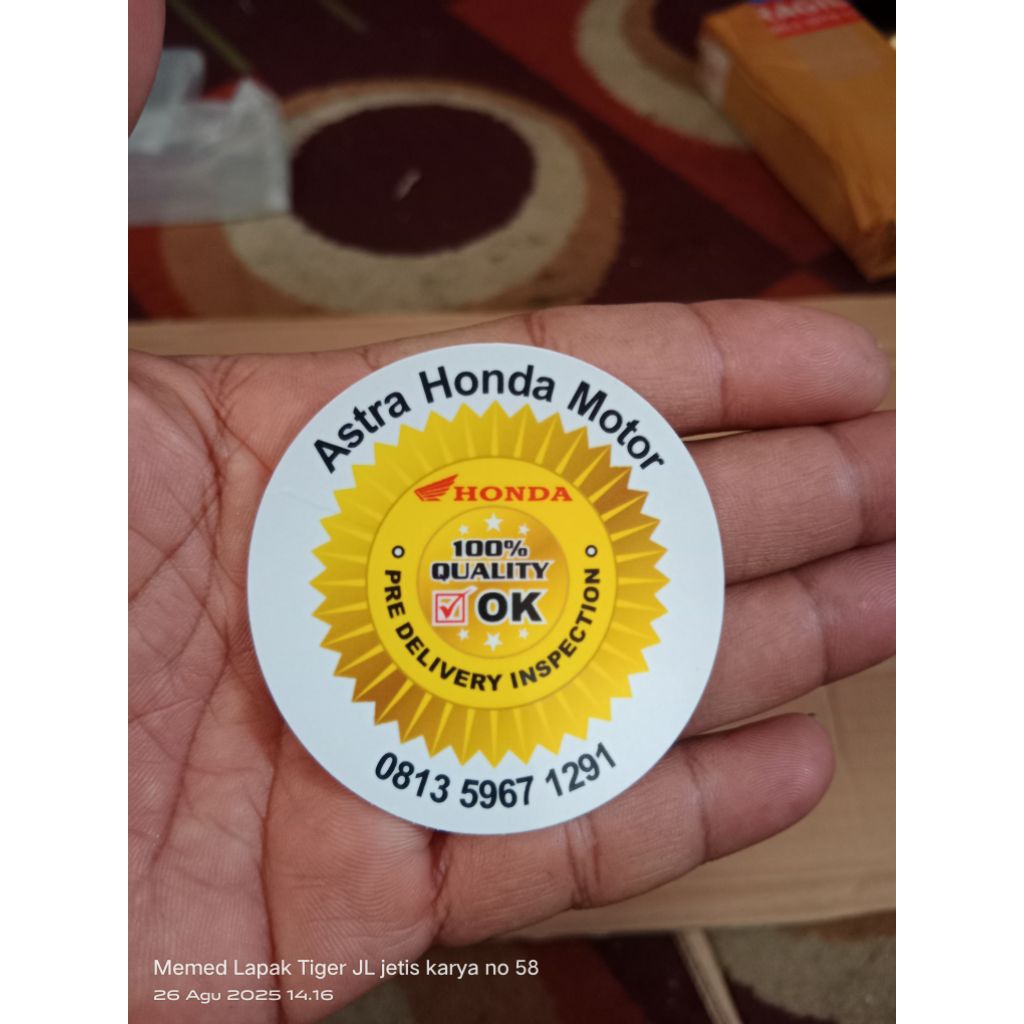 Astra Honda Motor
HONDA
100%
QUALITY
OK
PRE DELIVERY INSPECTION
0813 5967 1291
Memed Lapak Tiger JL jetis karya no 58
26 Agu 2025 14.16